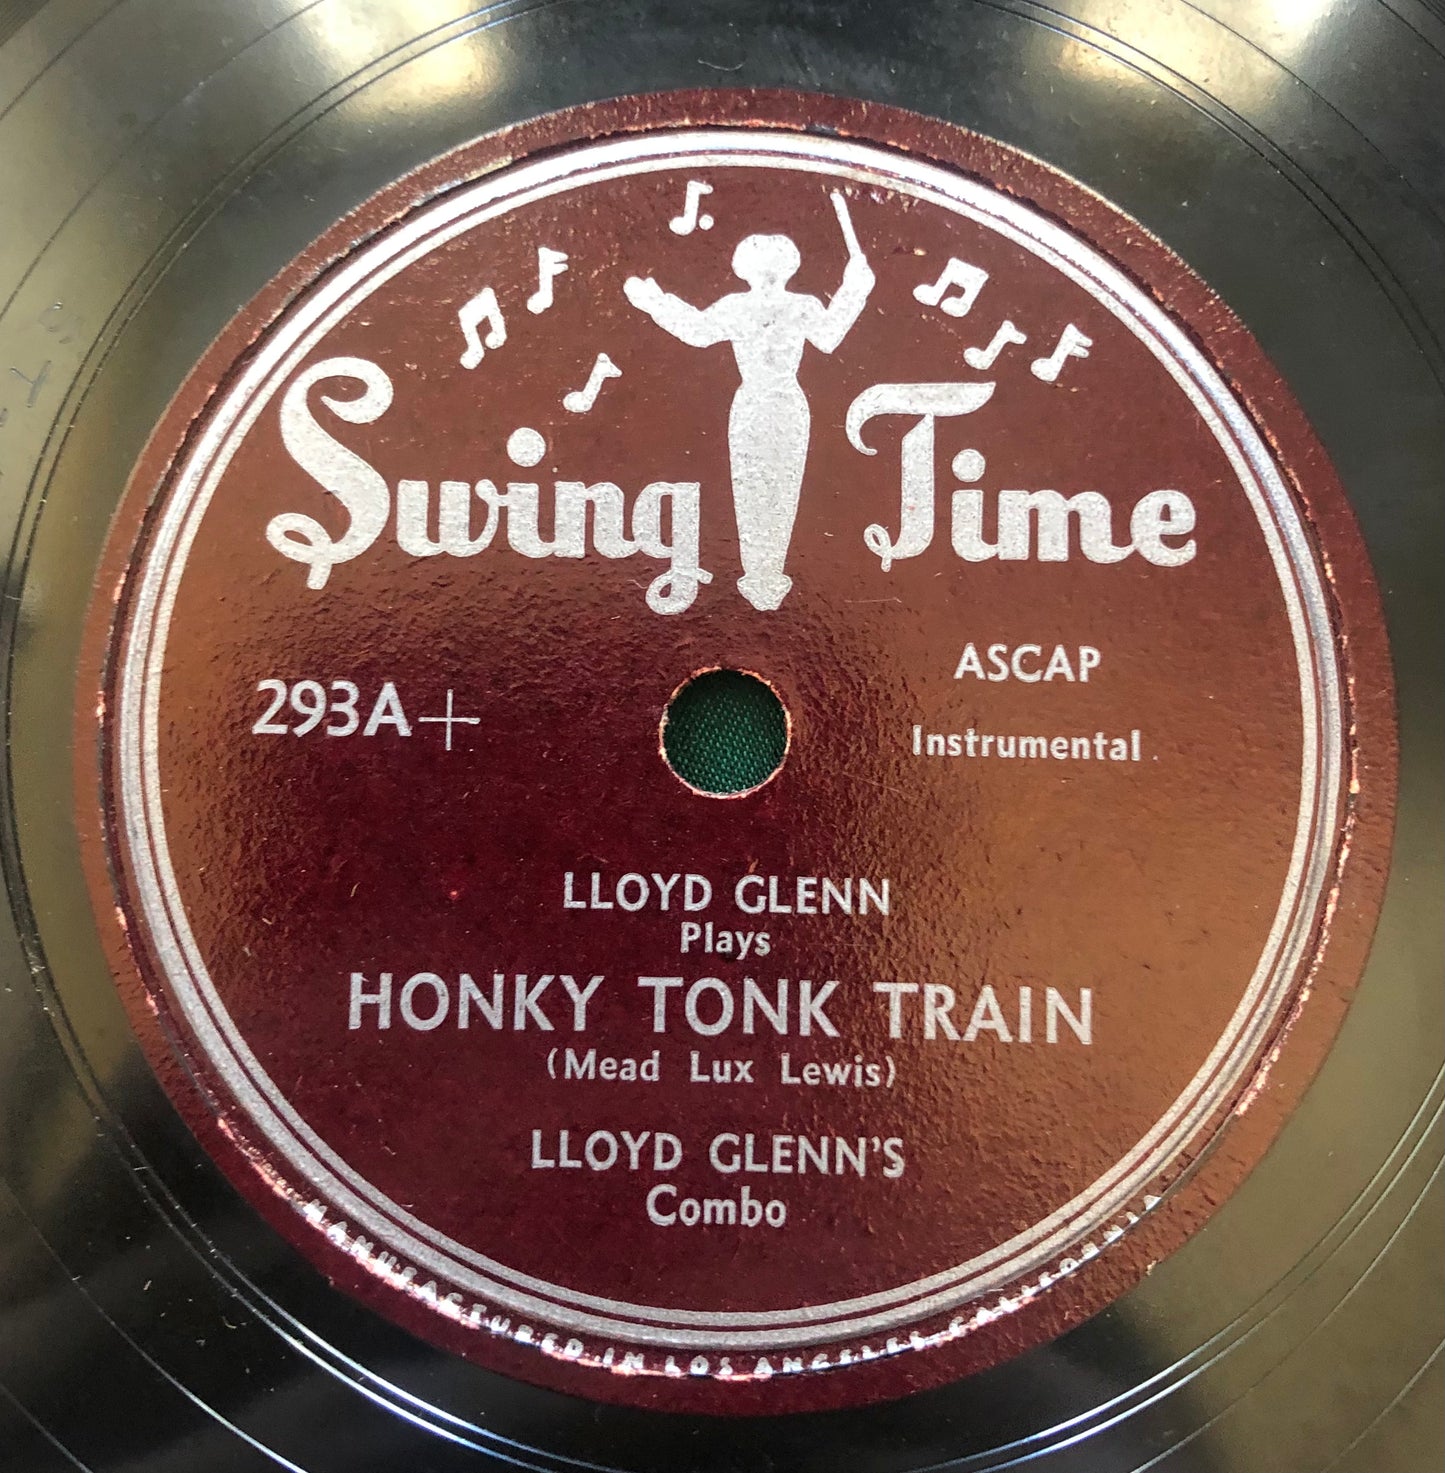 Swing Time
ASCAP
293A+
Instrumental
LLOYD GLENN
Plays
HONKY TONK TRAIN
(Mead Lux Lewis)
LLOYD GLENN'S
Combo
MANUFACTURED IN LOS ANGELES, CALIFORNIA